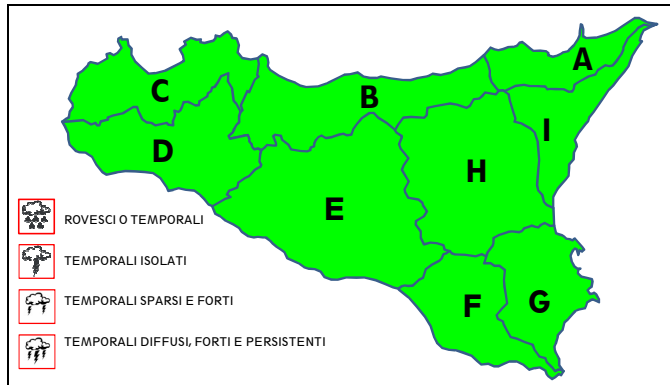 A
C
B
I
D
H
E
F
G
ROVESCI O TEMPORALI
TEMPORALI ISOLATI
TEMPORALI SPARSI E FORTI
TEMPORALI DIFFUSI, FORTI E PERSISTENTI